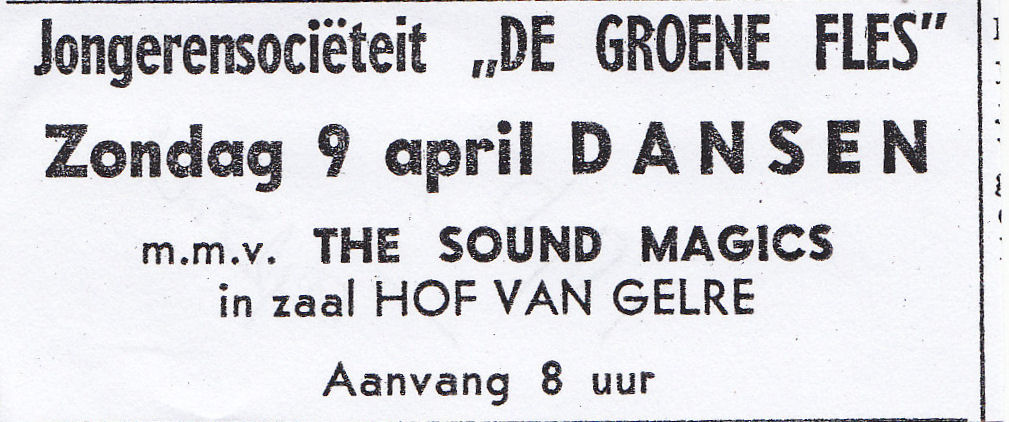 Jongerensociëteit „DE GROENE FLES”
Zondag 9 april DANSEN
m.m.v. THE SOUND MAGICS
in zaal HOF VAN GELRE
Aanvang 8 uur